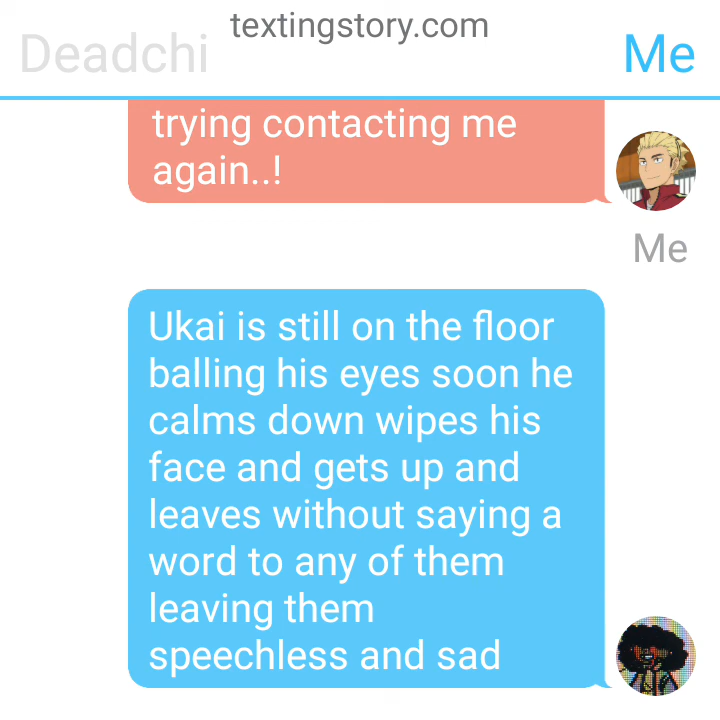 textingstory.com
Deadchi
Me
trying contacting me
again..!
Me
Ukai is still on the floor
balling his eyes soon he
calms down wipes his
face and gets up and
leaves without saying a
word to any of them
leaving them
speechless and sad